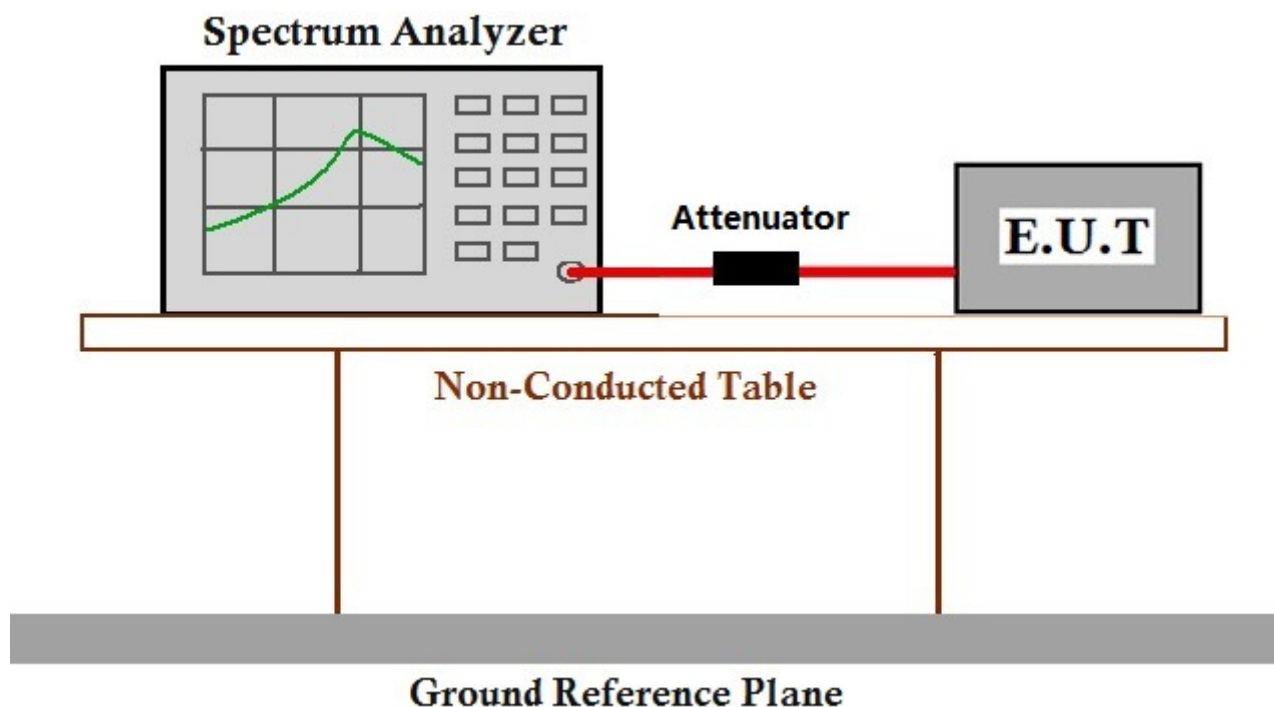 Spectrum Analyzer
Attenuator
E.U.T
Non-Conducted Table
Ground Reference Plane